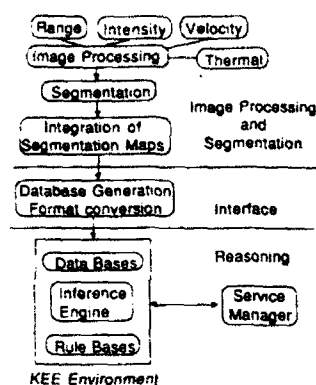 Range Intensity Velocity
Image Processing
Thermal
Segmentation
Integration of
Segmentation Maps
Image Processing
and
Segmentation
Database Generation
Format conversion
Interface
Reasoning
Data Bases
Inference
Engine
Rule Bases
Service
Manager
KEE Environment